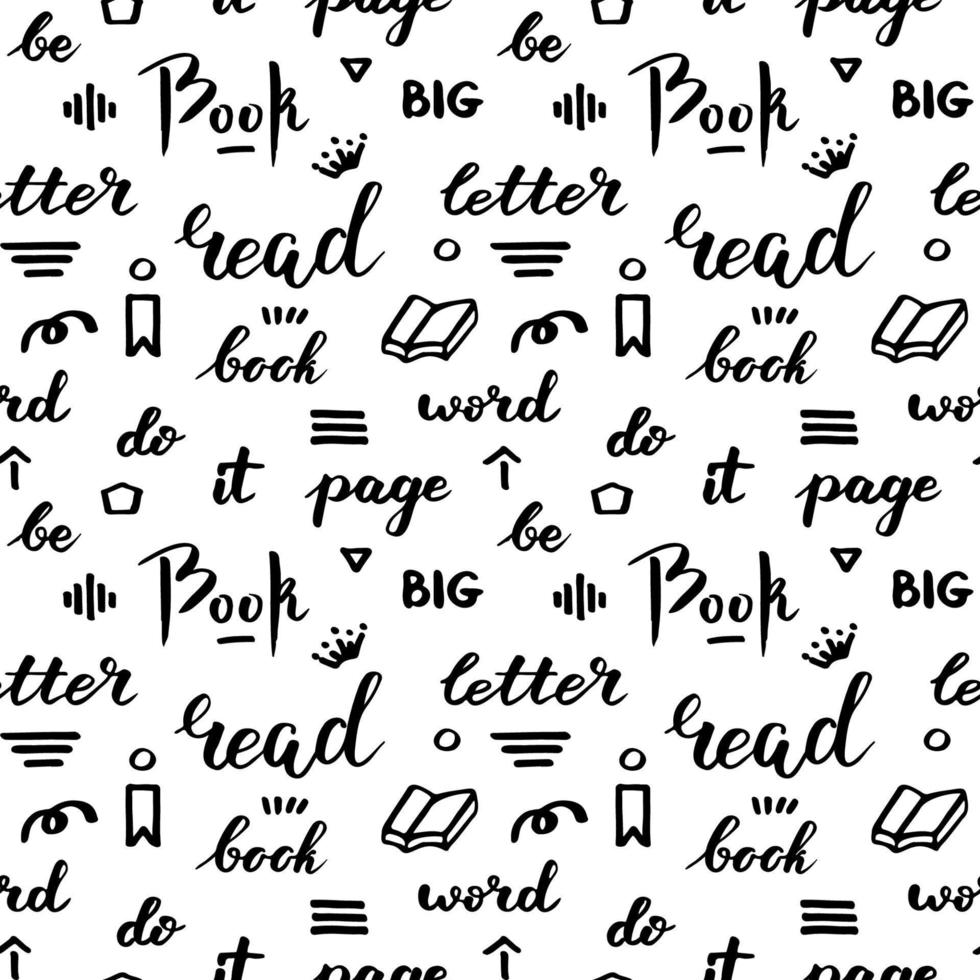 it page it page
be be
Book BIG Book BIG
etter letter le
read read
book book
rd word wo
do do
it page it page
be be
Book BIG Book BIG
etter letter le
read read
book book
rd word wo
do do
it page it page